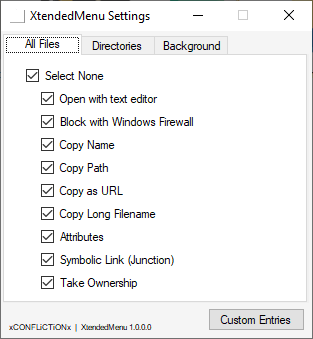 XtendedMenu Settings
All Files Directories Background
Select None
Open with text editor
Block with Windows Firewall
Copy Name
Copy Path
Copy as URL
Copy Long Filename
Attributes
Symbolic Link (Junction)
Take Ownership
xCONFLiCTiONx | XtendedMenu 1.0.0.0
Custom Entries